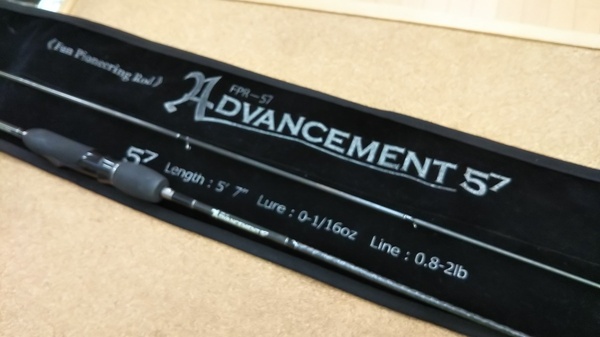 《Fun Pioneering Rod》
FPR-57
ADVANCEMENT 57
57 Length : 5' 7" Lure : 0-1/16oz Line : 0.8-2lb